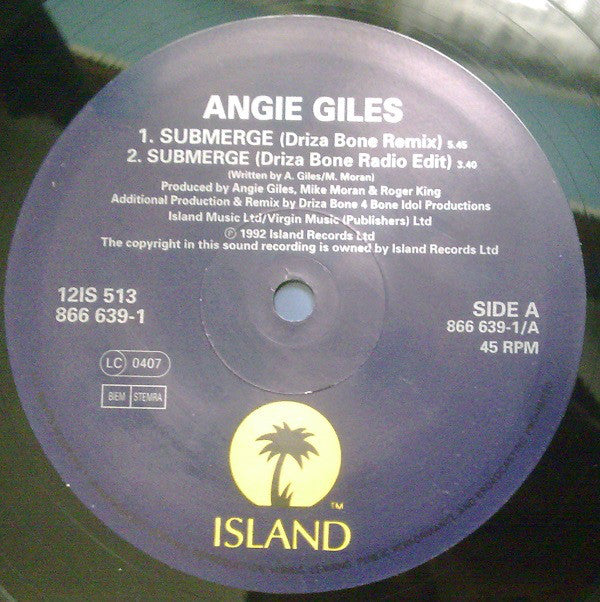 ANGIE GILES
1. SUBMERGE (Driza Bone Remix) 5.45
2. SUBMERGE (Driza Bone Radio Edit) 3.40
(Written by A. Giles/M. Moran)
Produced by Angie Giles, Mike Moran & Roger King
Additional Production & Remix by Driza Bone 4 Bone Idol Productions
Island Music Ltd/Virgin Music (Publishers) Ltd
℗ 1992 Island Records Ltd
The copyright in this sound recording is owned by Island Records Ltd
12IS 513
866 639-1
SIDE A
866 639-1/A
45 RPM
LC 0407
BIEM STEMRA
TM
ISLAND